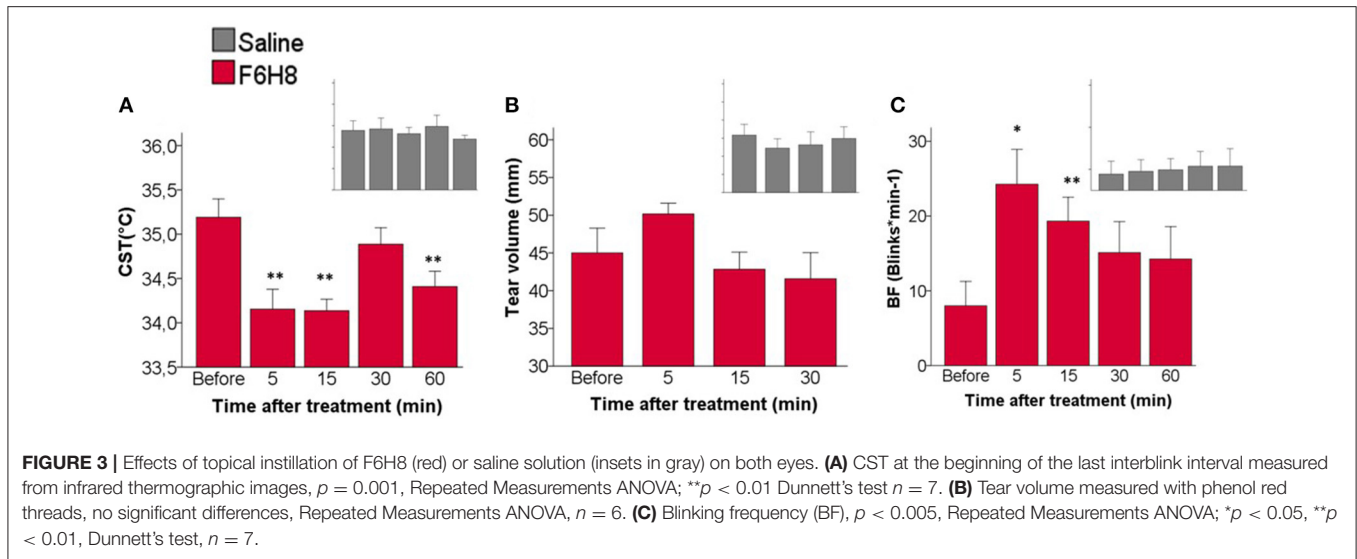 Saline
F6H8
A
CST(°C)
36,0
35,5
35,0
34,5
34,0
33,5
** ** **
Before 5 15 30 60
Time after treatment (min)
B
Tear volume (mm)
60
55
50
45
40
35
30
Before 5 15 30
Time after treatment (min)
C
BF (Blinks*min-1)
30
20
10
0
* **
Before 5 15 30 60
Time after treatment (min)
FIGURE 3 | Effects of topical instillation of F6H8 (red) or saline solution (insets in gray) on both eyes. (A) CST at the beginning of the last interblink interval measured
from infrared thermographic images, p = 0.001, Repeated Measurements ANOVA; **p < 0.01 Dunnett's test n = 7. (B) Tear volume measured with phenol red
threads, no significant differences, Repeated Measurements ANOVA, n = 6. (C) Blinking frequency (BF), p < 0.005, Repeated Measurements ANOVA; *p < 0.05, **p
< 0.01, Dunnett's test, n = 7.